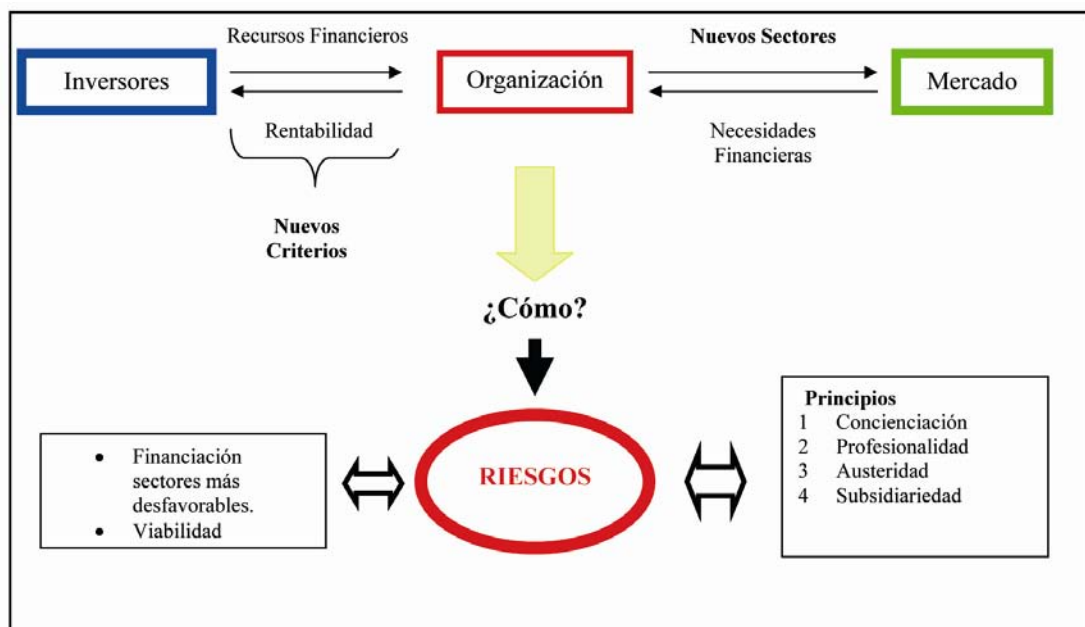 Recursos Financieros
Nuevos Sectores
Inversores
Organización
Mercado
Rentabilidad
Necesidades
Financieras
Nuevos
Criterios
¿Cómo?
Principios
1 Concienciación
2 Profesionalidad
3 Austeridad
4 Subsidiariedad
• Financiación
sectores más
desfavorables.
• Viabilidad
RIESGOS